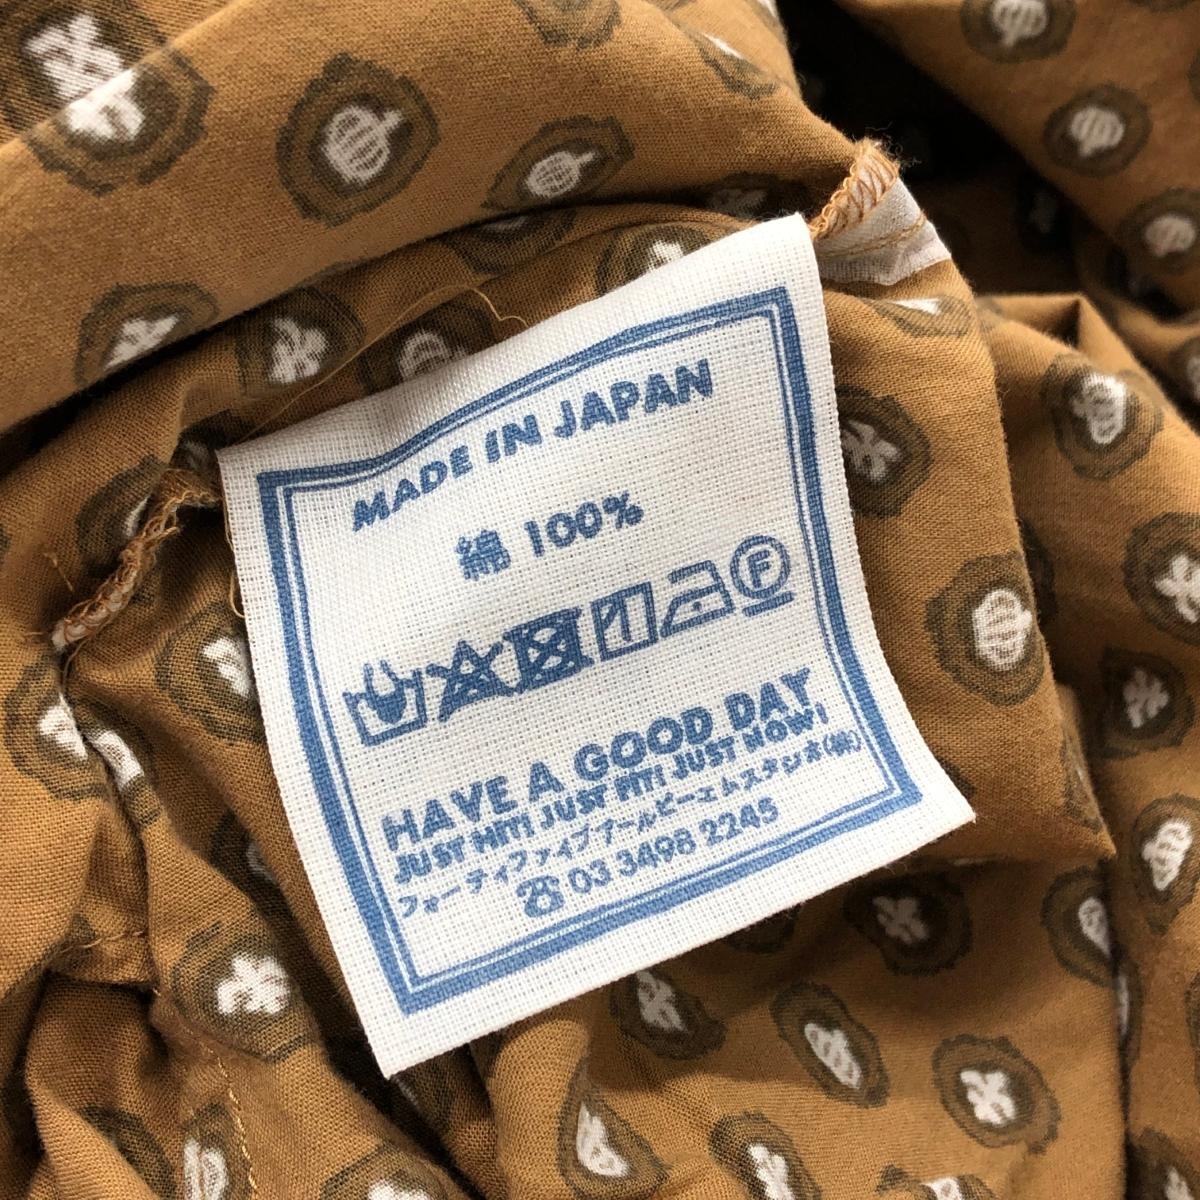 MADE IN JAPAN
綿 100%
F
HAVE A GOOD DAY
JUST HIT! JUST FIT! JUST NOW!
フォーティファイブアールピーエムスタジオ(株)
☎ 03 3498 2245